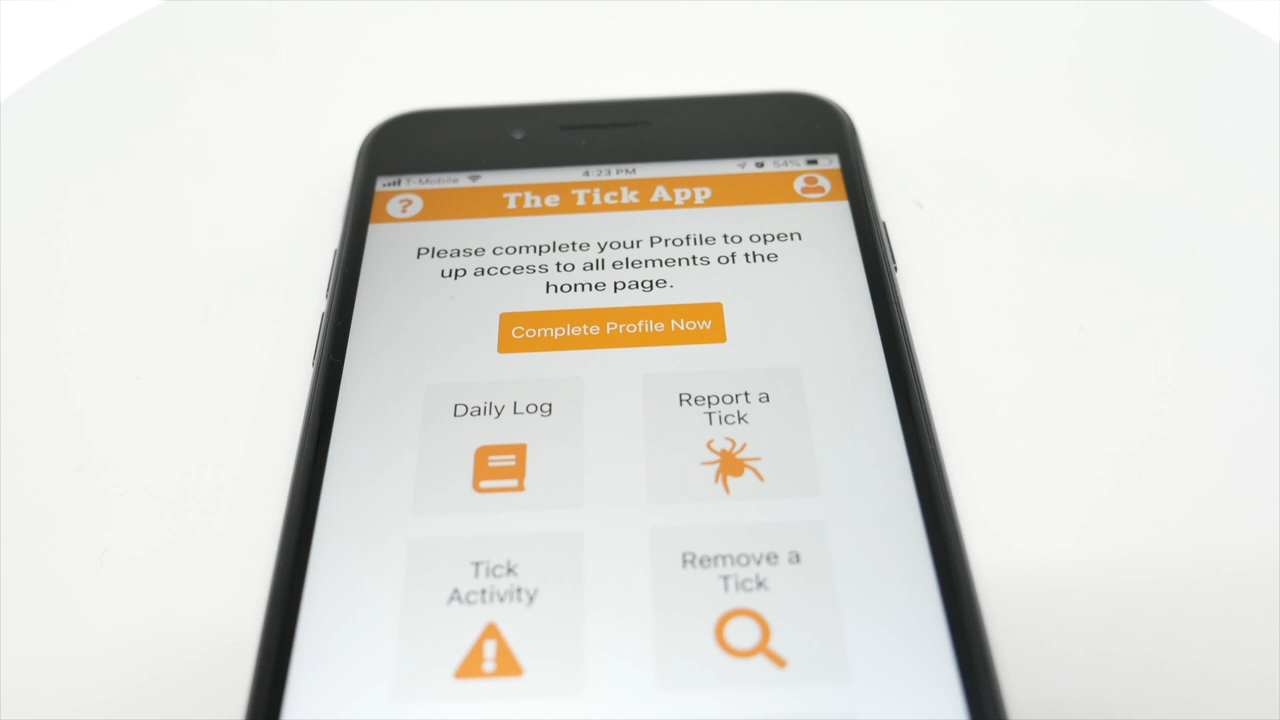 T-Mobile 4:23 PM 54%
? The Tick App
Please complete your Profile to open
up access to all elements of the
home page.
Complete Profile Now
Daily Log
Report a
Tick
Tick
Activity
Remove a
Tick